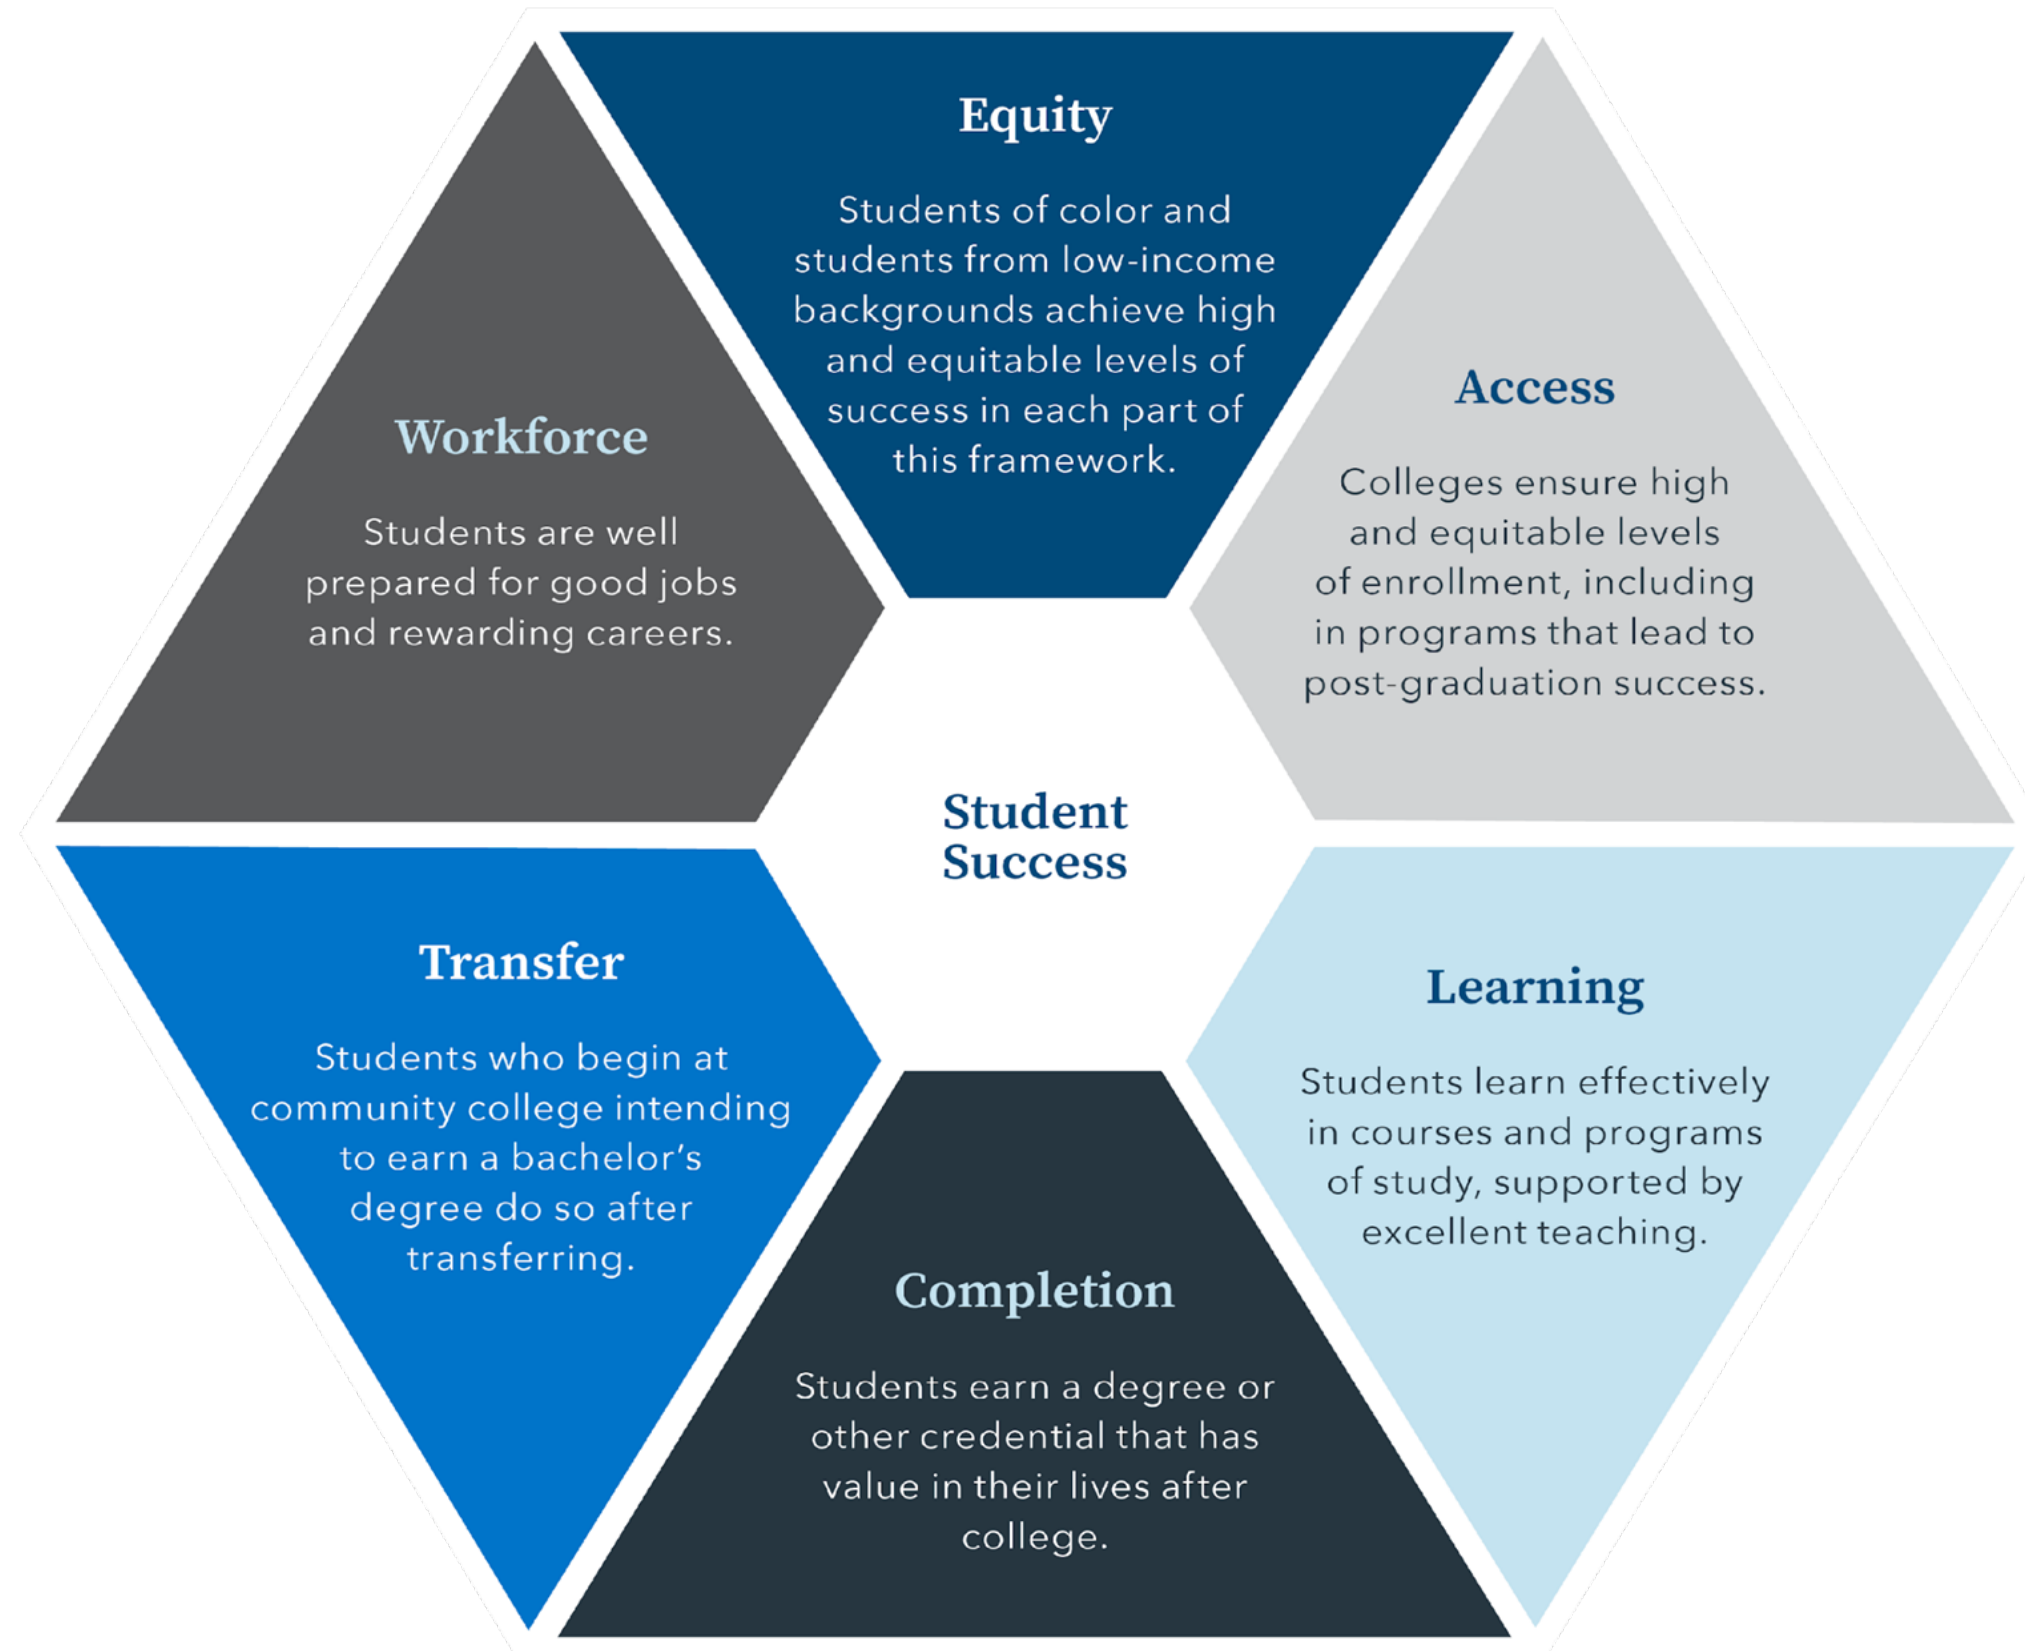 Equity
Students of color and
students from low-income
backgrounds achieve high
and equitable levels of
success in each part of
this framework.
Access
Colleges ensure high
and equitable levels
of enrollment, including
in programs that lead to
post-graduation success.
Learning
Students learn effectively
in courses and programs
of study, supported by
excellent teaching.
Completion
Students earn a degree or
other credential that has
value in their lives after
college.
Transfer
Students who begin at
community college intending
to earn a bachelor's
degree do so after
transferring.
Workforce
Students are well
prepared for good jobs
and rewarding careers.
Student
Success